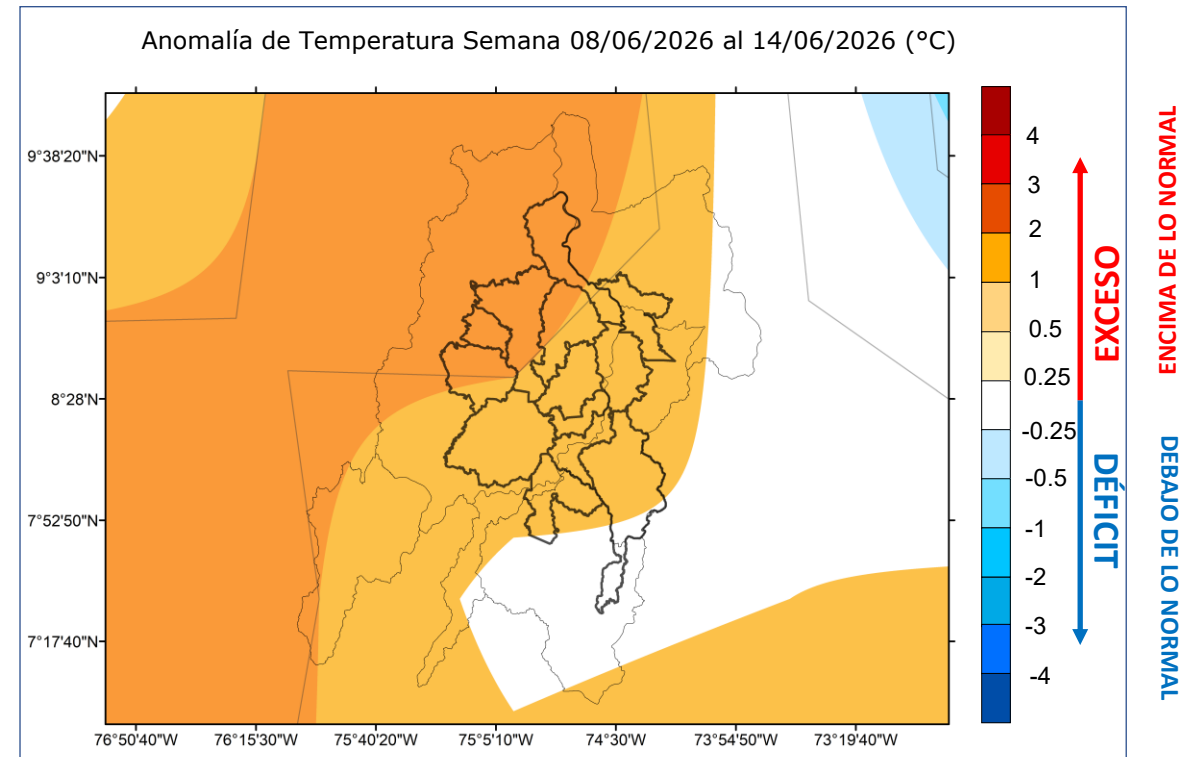 Anomalía de Temperatura Semana 08/06/2026 al 14/06/2026 (°C)
9°38'20"N
9°3'10"N
8°28'N
7°52'50"N
7°17'40"N
76°50'40"W
76°15'30"W
75°40'20"W
75°5'10"W
74°30'W
73°54'50"W
73°19'40"W
4
3
2
1
0.5
0.25
-0.25
-0.5
-1
-2
-3
-4
EXCESO
DÉFICIT
ENCIMA DE LO NORMAL
DEBAJO DE LO NORMAL